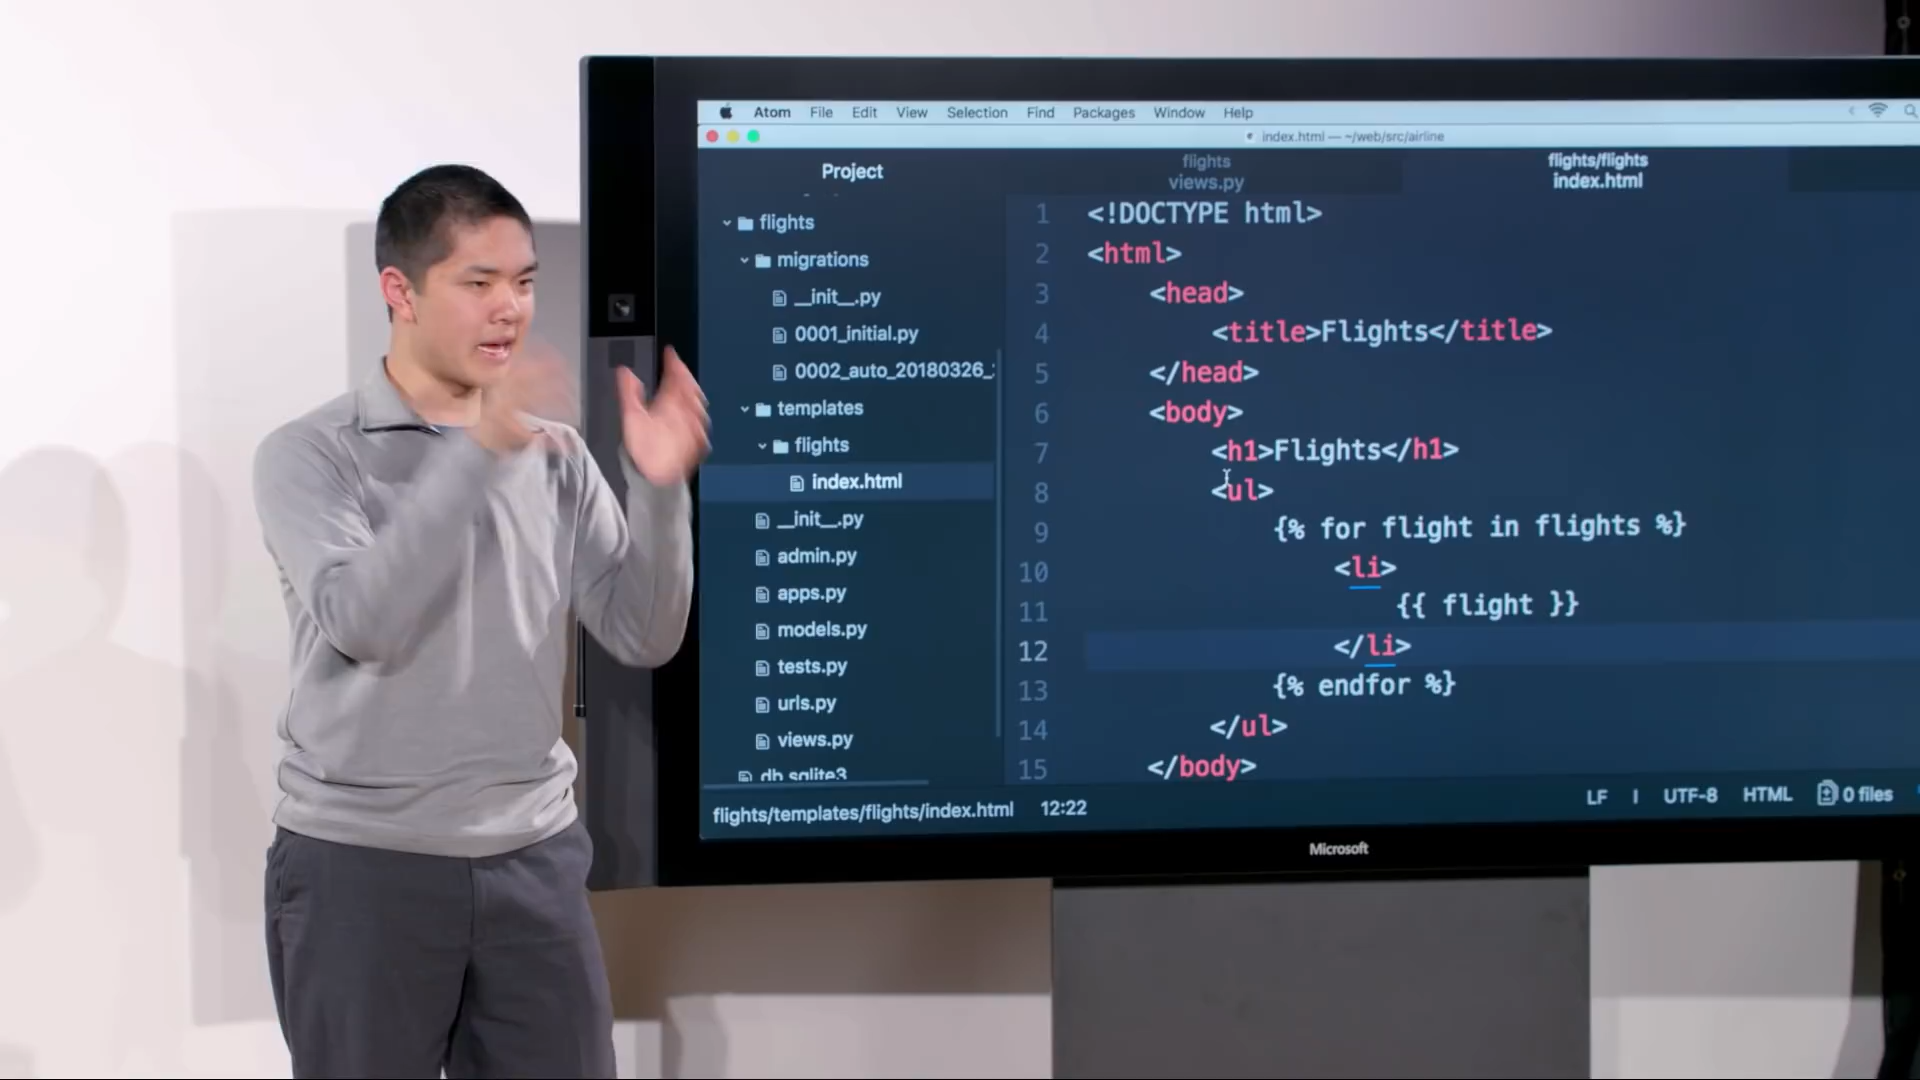 Atom File Edit View Selection Find Packages Window Help
index.html — ~/web/src/airline
Project
flights
views.py
flights/flights
index.html
flights
migrations
__init__.py
0001_initial.py
0002_auto_20180326_
templates
flights
index.html
__init__.py
admin.py
apps.py
models.py
tests.py
urls.py
views.py
db.sqlite3
1 <!DOCTYPE html>
2 <html>
3 <head>
4 <title>Flights</title>
5 </head>
6 <body>
7 <h1>Flights</h1>
8 <ul>
9 {% for flight in flights %}
10 <li>
11 {{ flight }}
12 </li>
13 {% endfor %}
14 </ul>
15 </body>
flights/templates/flights/index.html 12:22
LF UTF-8 HTML 0 files
Microsoft